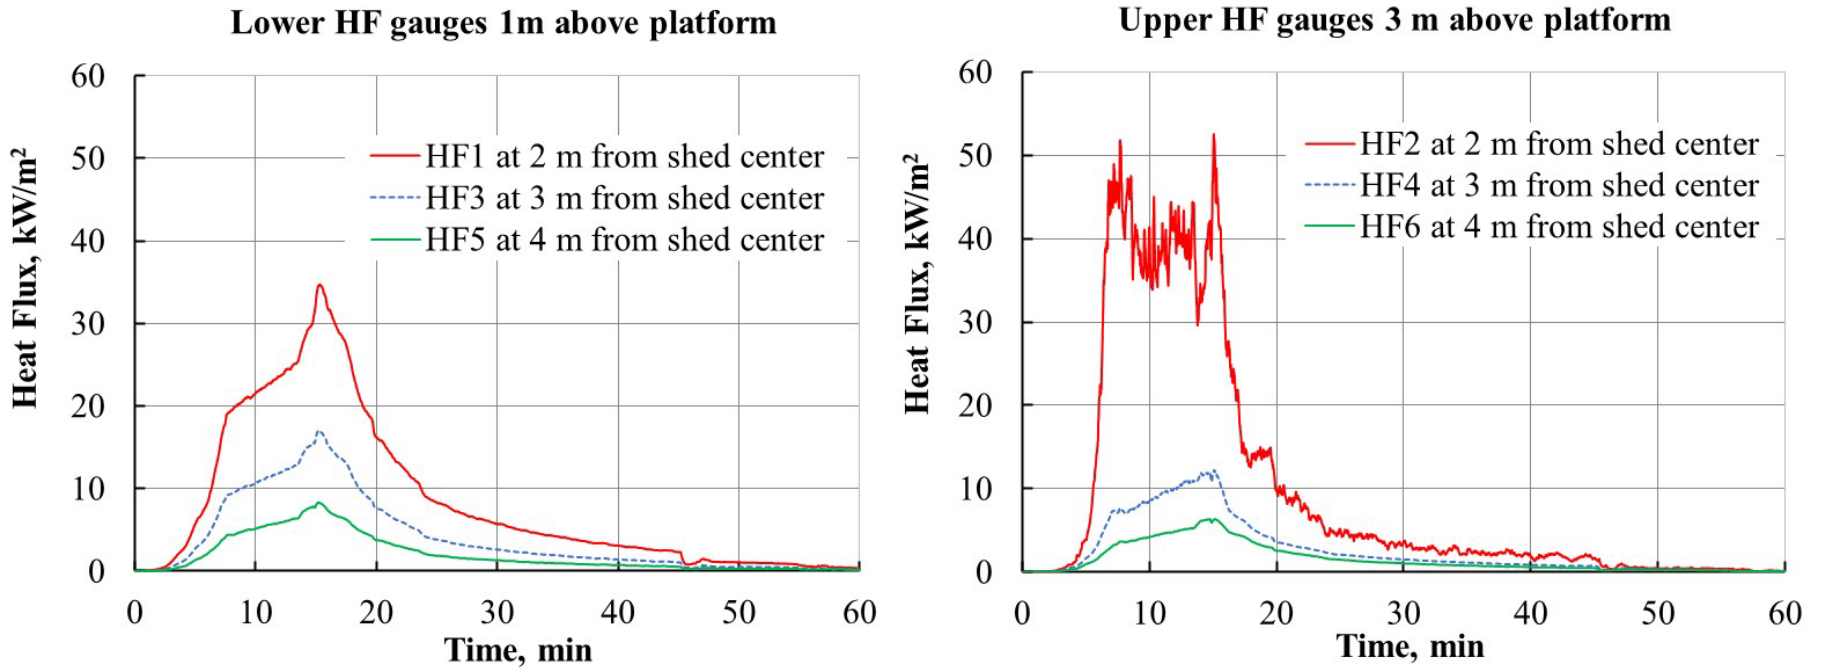 Lower HF gauges 1m above platform
60
50
40
30
20
10
0
0 10 20 30 40 50 60
Heat Flux, kW/m²
Time, min
HF1 at 2 m from shed center
HF3 at 3 m from shed center
HF5 at 4 m from shed center
Upper HF gauges 3 m above platform
60
50
40
30
20
10
0
0 10 20 30 40 50 60
Heat Flux, kW/m²
Time, min
HF2 at 2 m from shed center
HF4 at 3 m from shed center
HF6 at 4 m from shed center